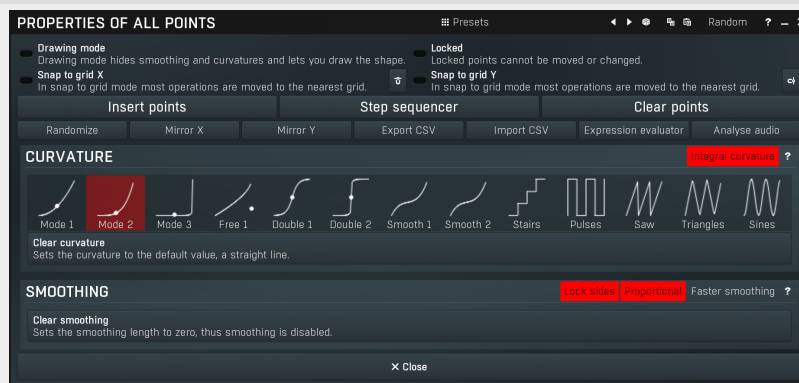 PROPERTIES OF ALL POINTS Presets Random ?
Drawing mode
Drawing mode hides smoothing and curvatures and lets you draw the shape.
Locked
Locked points cannot be moved or changed.
Snap to grid X
In snap to grid mode most operations are moved to the nearest grid.
Snap to grid Y
In snap to grid mode most operations are moved to the nearest grid.
Insert points Step sequencer Clear points
Randomize Mirror X Mirror Y Export CSV Import CSV Expression evaluator Analyse audio
CURVATURE Integral curvature ?
Mode 1 Mode 2 Mode 3 Free 1 Double 1 Double 2 Smooth 1 Smooth 2 Stairs Pulses Saw Triangles Sines
Clear curvature
Sets the curvature to the default value, a straight line.
SMOOTHING Lock sides Proportional Faster smoothing ?
Clear smoothing
Sets the smoothing length to zero, thus smoothing is disabled.
Close